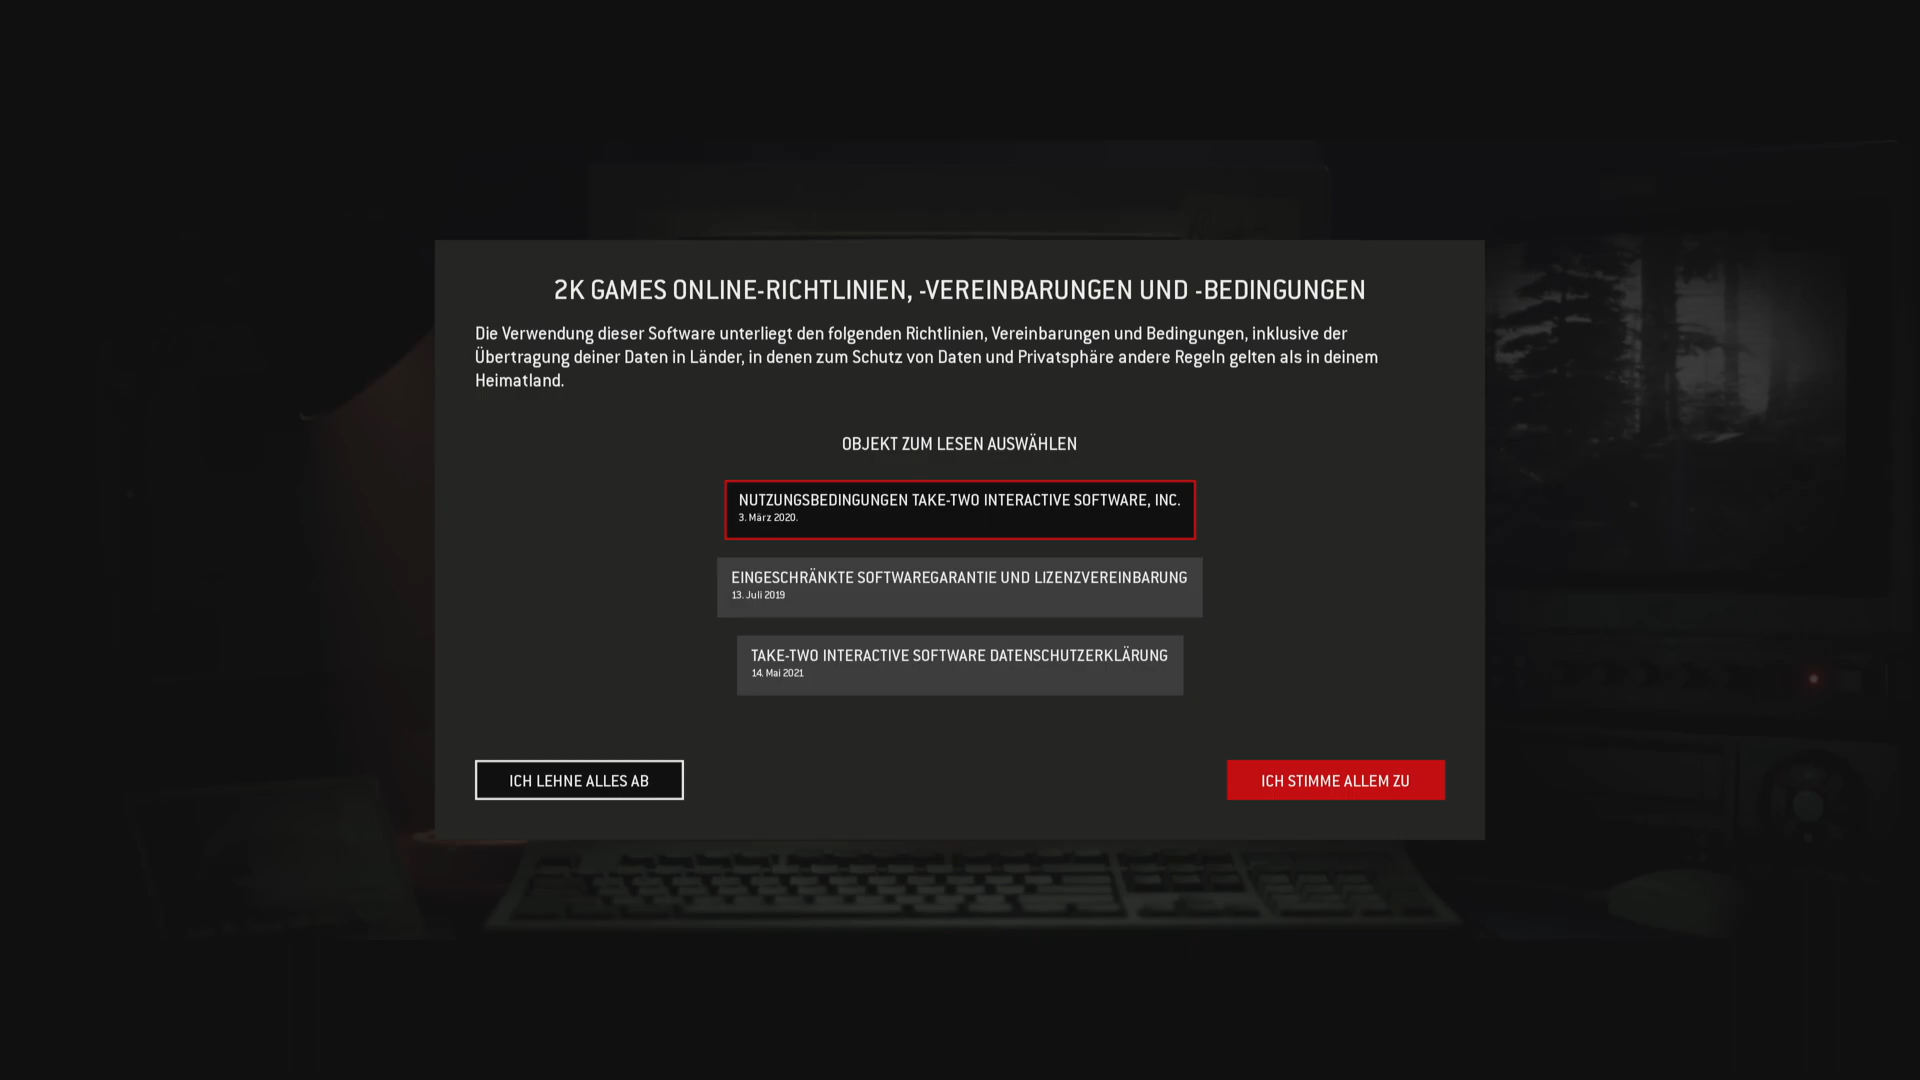 2K GAMES ONLINE-RICHTLINIEN, -VEREINBARUNGEN UND -BEDINGUNGEN
Die Verwendung dieser Software unterliegt den folgenden Richtlinien, Vereinbarungen und Bedingungen, inklusive der
Übertragung deiner Daten in Länder, in denen zum Schutz von Daten und Privatsphäre andere Regeln gelten als in deinem
Heimatland.
OBJEKT ZUM LESEN AUSWÄHLEN
NUTZUNGSBEDINGUNGEN TAKE-TWO INTERACTIVE SOFTWARE, INC.
3. März 2020.
EINGESCHRÄNKTE SOFTWAREGARANTIE UND LIZENZVEREINBARUNG
13. Juli 2019
TAKE-TWO INTERACTIVE SOFTWARE DATENSCHUTZERKLÄRUNG
14. Mai 2021
ICH LEHNE ALLES AB
ICH STIMME ALLEM ZU